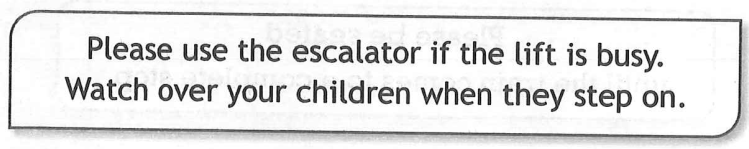 Please use the escalator if the lift is busy.
Watch over your children when they step on.